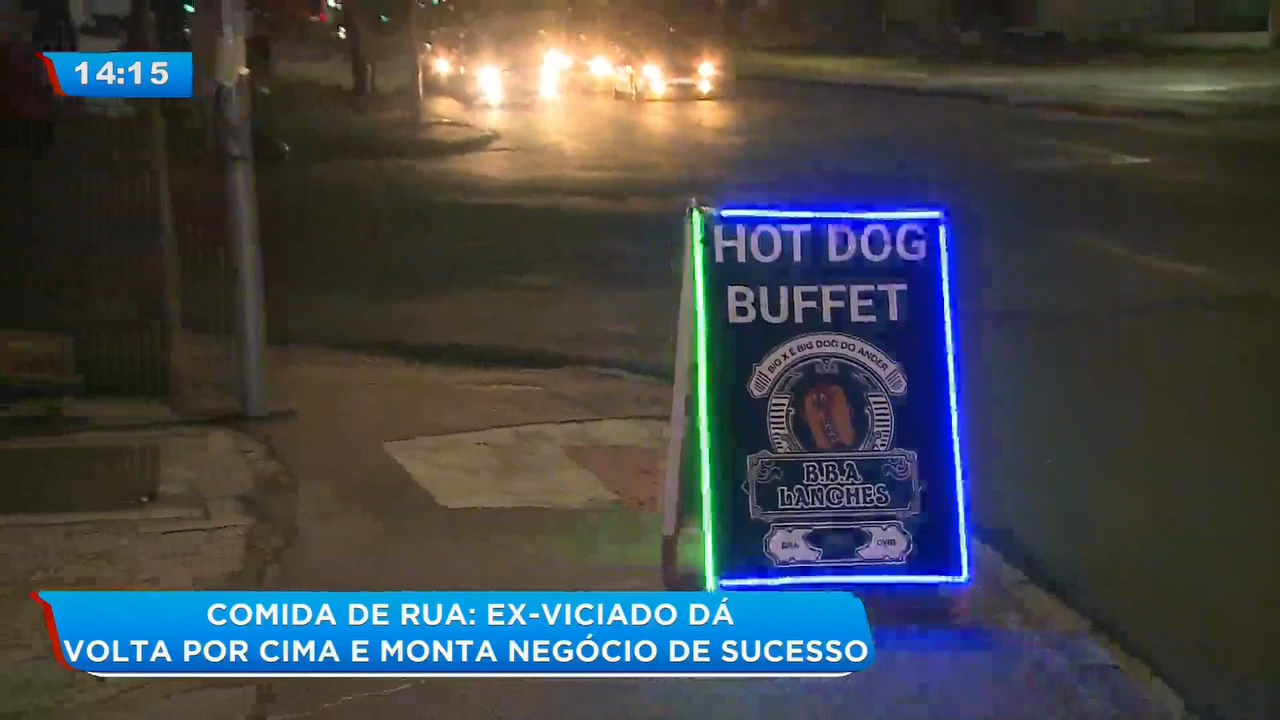 14:15
HOT DOG
BUFFET
BIG X E BIG DOG DO ANDER
B.B.A
LANCHES
COMIDA DE RUA: EX-VICIADO DÁ
VOLTA POR CIMA E MONTA NEGÓCIO DE SUCESSO